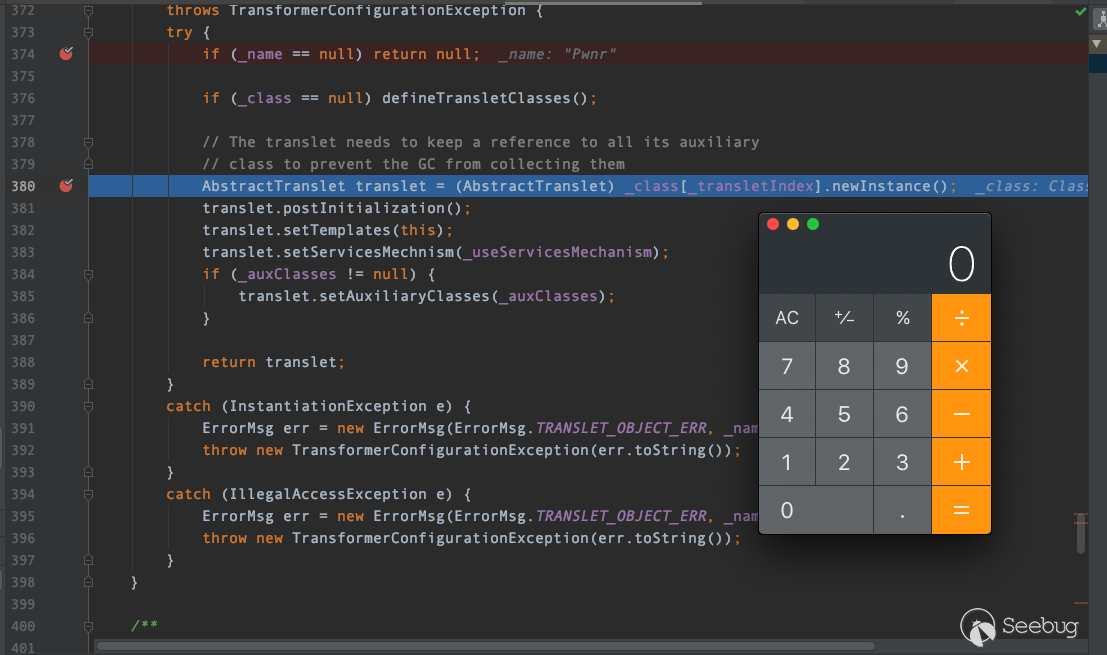 372 throws TransformerConfigurationException {
373 try {
374 if (_name == null) return null; _name: "Pwnr"
375
376 if (_class == null) defineTransletClasses();
377
378 // The translet needs to keep a reference to all its auxiliary
379 // class to prevent the GC from collecting them
380 AbstractTranslet translet = (AbstractTranslet) _class[_transletIndex].newInstance(); _class: Clas
381 translet.postInitialization();
382 translet.setTemplates(this);
383 translet.setServicesMechnism(_useServicesMechanism);
384 if (_auxClasses != null) {
385 translet.setAuxiliaryClasses(_auxClasses);
386 }
387
388 return translet;
389 }
390 catch (InstantiationException e) {
391 ErrorMsg err = new ErrorMsg(ErrorMsg.TRANSLET_OBJECT_ERR, _nam
392 throw new TransformerConfigurationException(err.toString());
393 }
394 catch (IllegalAccessException e) {
395 ErrorMsg err = new ErrorMsg(ErrorMsg.TRANSLET_OBJECT_ERR, _nam
396 throw new TransformerConfigurationException(err.toString());
397 }
398 }
399
400 /**
401
0
AC +/− % ÷
7 8 9 ×
4 5 6 −
1 2 3 +
0 . =
Seebug